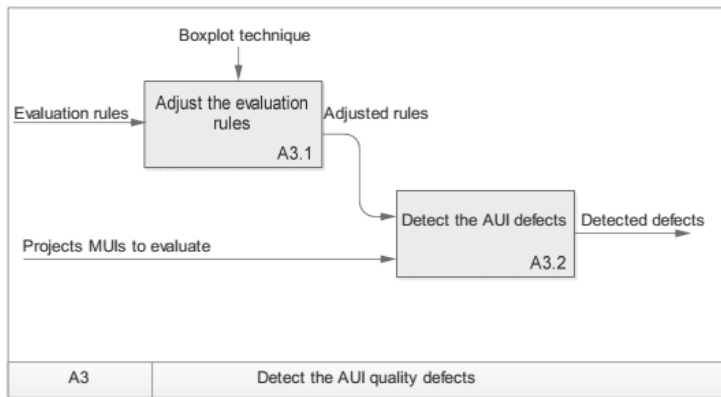 Boxplot technique
Evaluation rules
Adjust the evaluation
rules
A3.1
Adjusted rules
Projects MUIs to evaluate
Detect the AUI defects
A3.2
Detected defects
A3
Detect the AUI quality defects